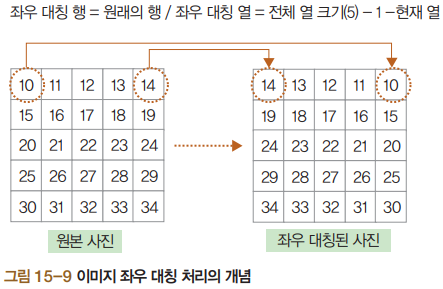 좌우 대칭 행 = 원래의 행 / 좌우 대칭 열 = 전체 열 크기(5) - 1 - 현재 열
10 11 12 13 14 14 13 12 11 10
15 16 17 18 19 19 18 17 16 15
20 21 22 23 24 24 23 22 21 20
25 26 27 28 29 29 28 27 26 25
30 31 32 33 34 34 33 32 31 30
원본 사진 좌우 대칭된 사진
그림 15-9 이미지 좌우 대칭 처리의 개념